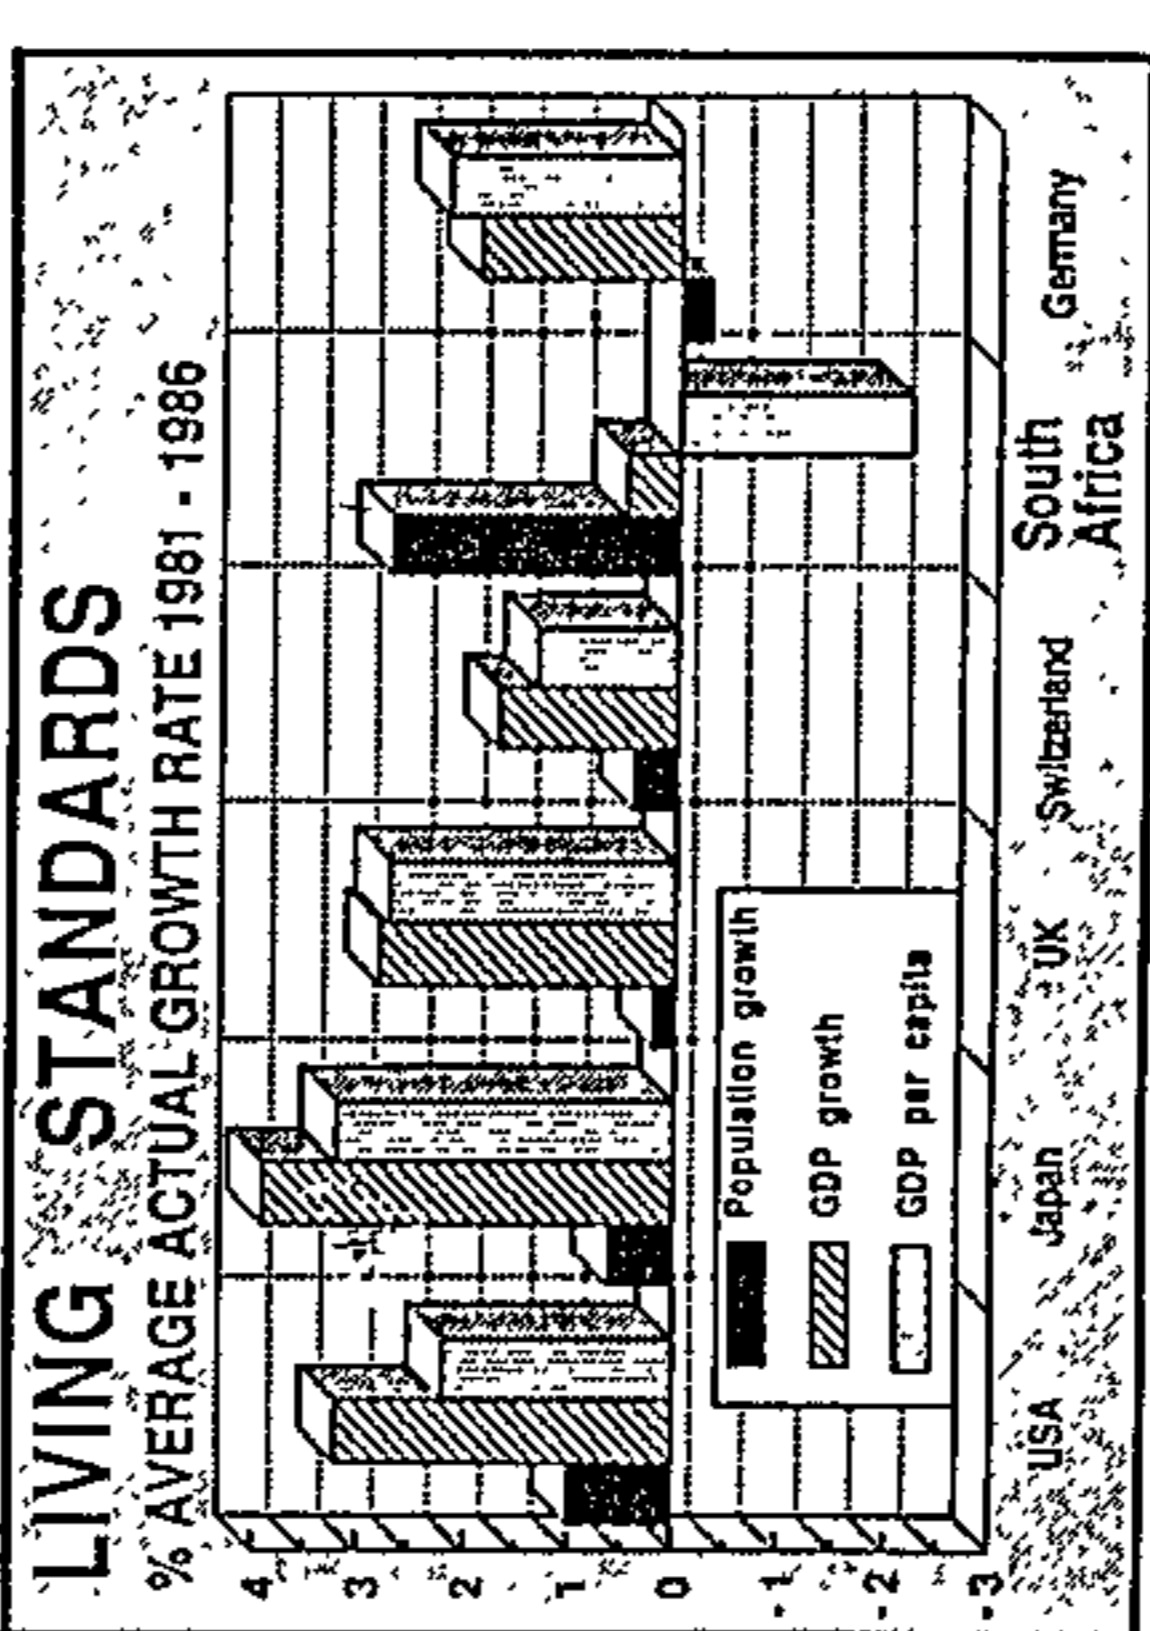 LIVING STANDARDS
% AVERAGE ACTUAL GROWTH RATE 1981 - 1986
4
3
2
1
0
-1
-2
-3
Population growth
GDP growth
GDP per capita
USA
Japan
UK
Switzerland
South
Africa
Germany